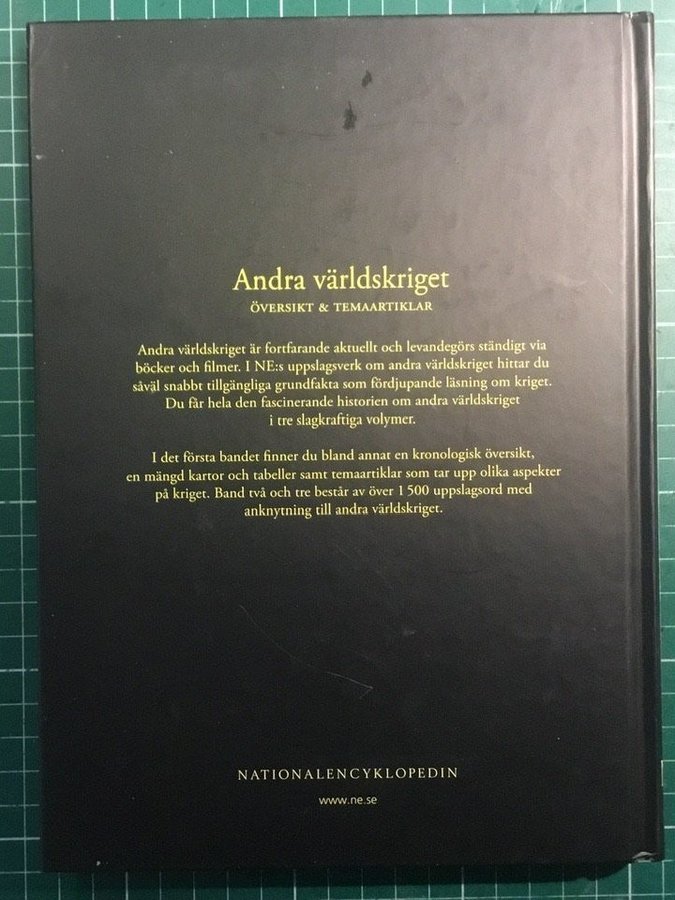 Andra världskriget
ÖVERSIKT & TEMAARTIKLAR
Andra världskriget är fortfarande aktuellt och levandegörs ständigt via
böcker och filmer. I NE:s uppslagsverk om andra världskriget hittar du
såväl snabbt tillgängliga grundfakta som fördjupande läsning om kriget.
Du får hela den fascinerande historien om andra världskriget
i tre slagkraftiga volymer.
I det första bandet finner du bland annat en kronologisk översikt,
en mängd kartor och tabeller samt temaartiklar som tar upp olika aspekter
på kriget. Band två och tre består av över 1 500 uppslagsord med
anknytning till andra världskriget.
NATIONALENCYKLOPEDIN
www.ne.se